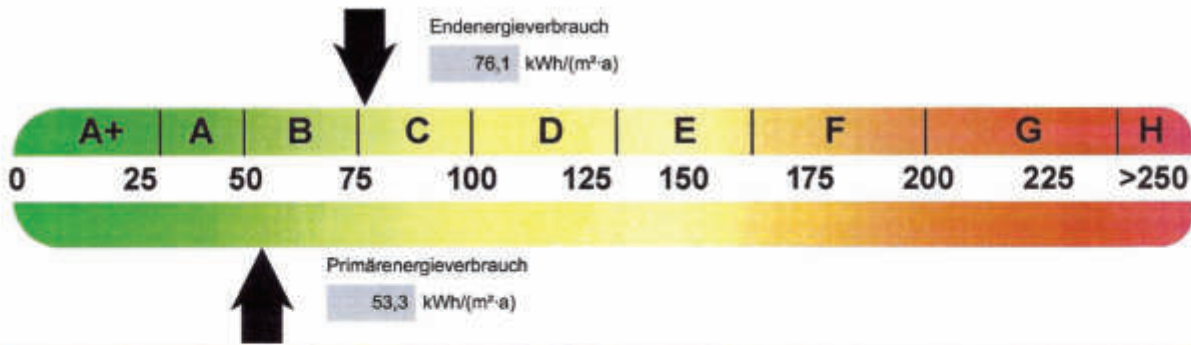 Endenergieverbrauch
76,1 kWh/(m²·a)
A+ A B C D E F G H
0 25 50 75 100 125 150 175 200 225 >250
Primärenergieverbrauch
53,3 kWh/(m²·a)